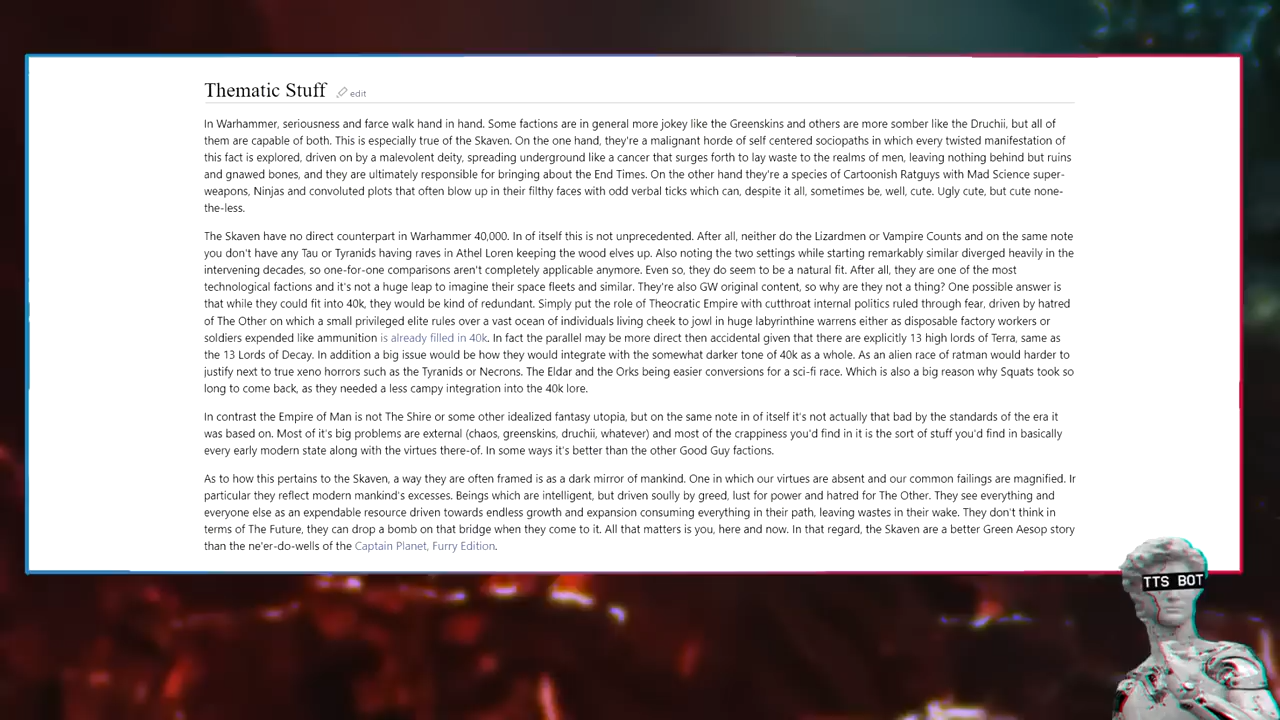 Thematic Stuff edit
In Warhammer, seriousness and farce walk hand in hand. Some factions are in general more jokey like the Greenskins and others are more somber like the Druchii, but all of
them are capable of both. This is especially true of the Skaven. On the one hand, they're a malignant horde of self centered sociopaths in which every twisted manifestation of
this fact is explored, driven on by a malevolent deity, spreading underground like a cancer that surges forth to lay waste to the realms of men, leaving nothing behind but ruins
and gnawed bones, and they are ultimately responsible for bringing about the End Times. On the other hand they're a species of Cartoonish Ratguys with Mad Science super-
weapons, Ninjas and convoluted plots that often blow up in their filthy faces with odd verbal ticks which can, despite it all, sometimes be, well, cute. Ugly cute, but cute none-
the-less.
The Skaven have no direct counterpart in Warhammer 40,000. In of itself this is not unprecedented. After all, neither do the Lizardmen or Vampire Counts and on the same note
you don't have any Tau or Tyranids having raves in Athel Loren keeping the wood elves up. Also noting the two settings while starting remarkably similar diverged heavily in the
intervening decades, so one-for-one comparisons aren't completely applicable anymore. Even so, they do seem to be a natural fit. After all, they are one of the most
technological factions and it's not a huge leap to imagine their space fleets and similar. They're also GW original content, so why are they not a thing? One possible answer is
that while they could fit into 40k, they would be kind of redundant. Simply put the role of Theocratic Empire with cutthroat internal politics ruled through fear, driven by hatred
of The Other on which a small privileged elite rules over a vast ocean of individuals living cheek to jowl in huge labyrinthine warrens either as disposable factory workers or
soldiers expended like ammunition is already filled in 40k. In fact the parallel may be more direct then accidental given that there are explicitly 13 high lords of Terra, same as
the 13 Lords of Decay. In addition a big issue would be how they would integrate with the somewhat darker tone of 40k as a whole. As an alien race of ratman would harder to
justify next to true xeno horrors such as the Tyranids or Necrons. The Eldar and the Orks being easier conversions for a sci-fi race. Which is also a big reason why Squats took so
long to come back, as they needed a less campy integration into the 40k lore.
In contrast the Empire of Man is not The Shire or some other idealized fantasy utopia, but on the same note in of itself it's not actually that bad by the standards of the era it
was based on. Most of it's big problems are external (chaos, greenskins, druchii, whatever) and most of the crappiness you'd find in it is the sort of stuff you'd find in basically
every early modern state along with the virtues there-of. In some ways it's better than the other Good Guy factions.
As to how this pertains to the Skaven, a way they are often framed is as a dark mirror of mankind. One in which our virtues are absent and our common failings are magnified. Ir
particular they reflect modern mankind's excesses. Beings which are intelligent, but driven soully by greed, lust for power and hatred for The Other. They see everything and
everyone else as an expendable resource driven towards endless growth and expansion consuming everything in their path, leaving wastes in their wake. They don't think in
terms of The Future, they can drop a bomb on that bridge when they come to it. All that matters is you, here and now. In that regard, the Skaven are a better Green Aesop story
than the ne'er-do-wells of the Captain Planet, Furry Edition.
TTS BOT